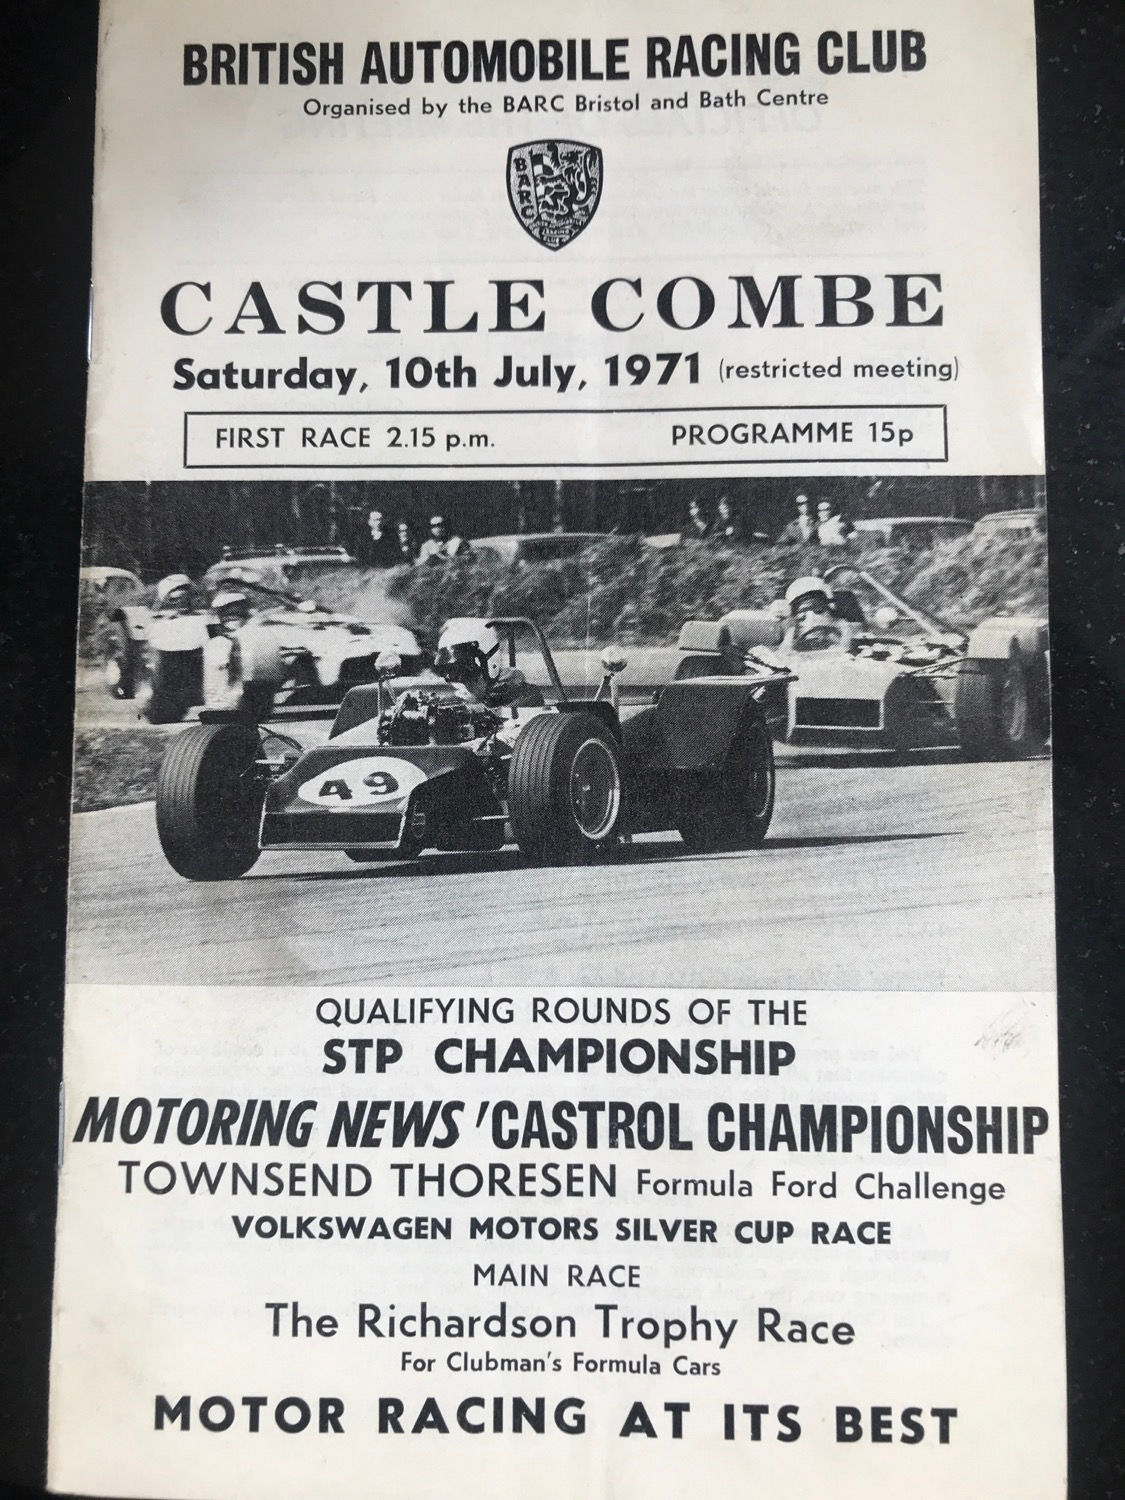 BRITISH AUTOMOBILE RACING CLUB
Organised by the BARC Bristol and Bath Centre
BARC
CASTLE COMBE
Saturday, 10th July, 1971 (restricted meeting)
FIRST RACE 2.15 p.m. PROGRAMME 15p
49
QUALIFYING ROUNDS OF THE
STP CHAMPIONSHIP
MOTORING NEWS 'CASTROL CHAMPIONSHIP
TOWNSEND THORESEN Formula Ford Challenge
VOLKSWAGEN MOTORS SILVER CUP RACE
MAIN RACE
The Richardson Trophy Race
For Clubman's Formula Cars
MOTOR RACING AT ITS BEST